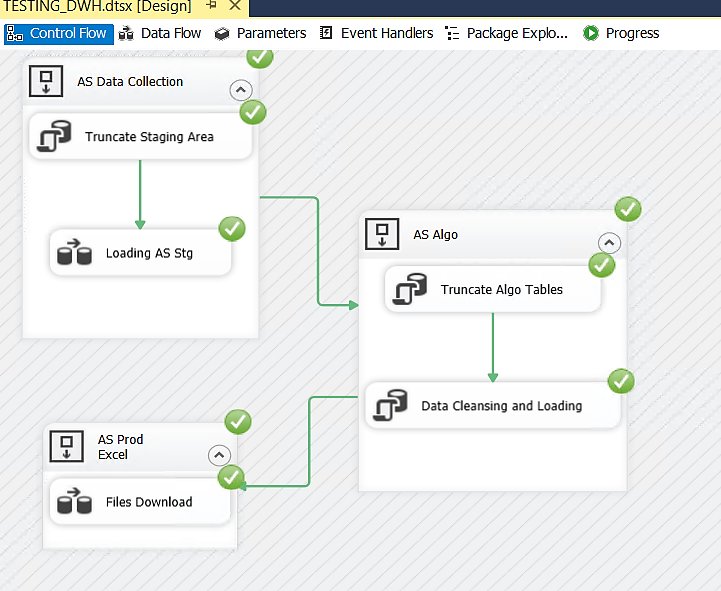 TESTING_DWH.dtsx [Design]
Control Flow Data Flow Parameters Event Handlers Package Explo... Progress
AS Data Collection
Truncate Staging Area
Loading AS Stg
AS Algo
Truncate Algo Tables
Data Cleansing and Loading
AS Prod
Excel
Files Download